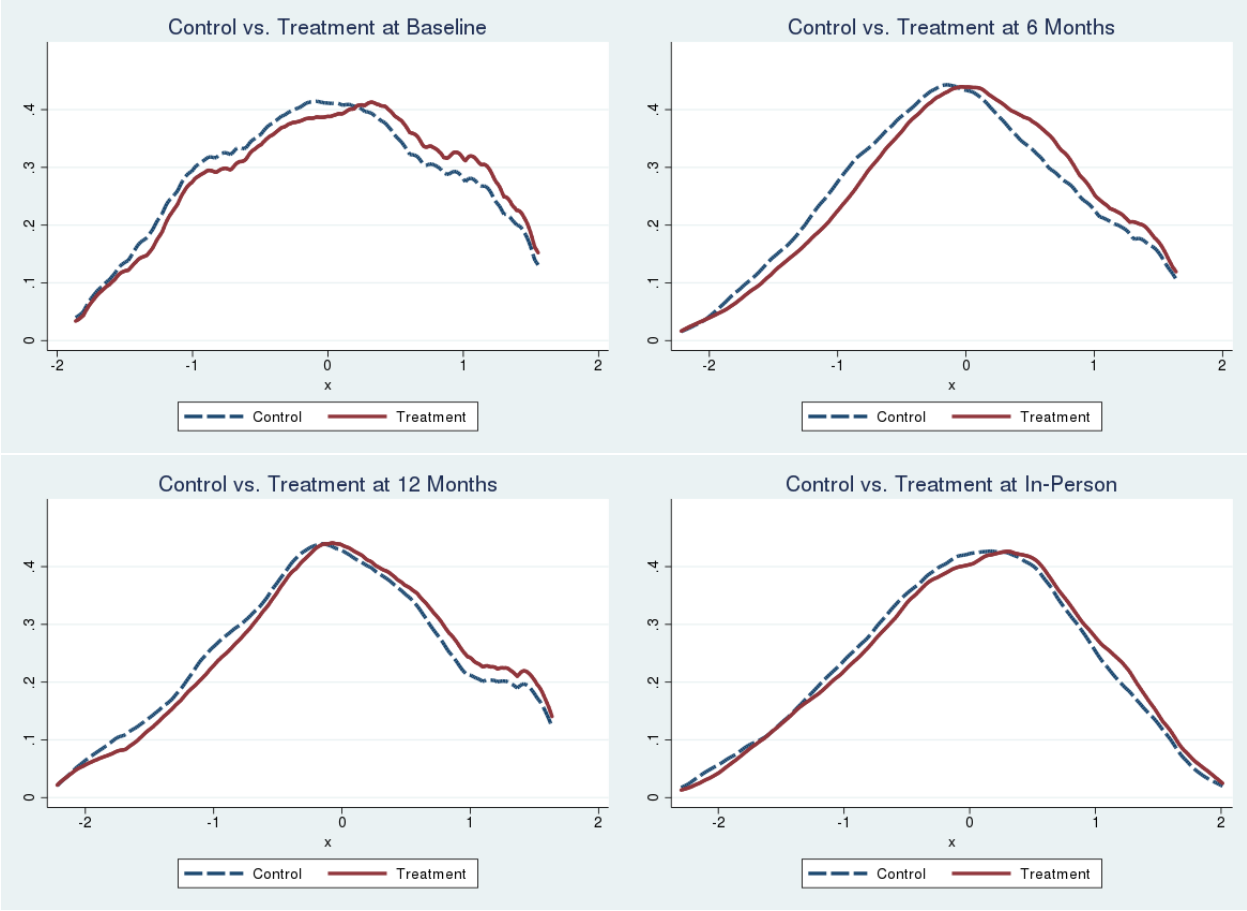 Control vs. Treatment at Baseline
.4
.3
.2
.1
0
-2 -1 0 1 2
x
Control Treatment
Control vs. Treatment at 6 Months
.4
.3
.2
.1
0
-2 -1 0 1 2
x
Control Treatment
Control vs. Treatment at 12 Months
.4
.3
.2
.1
0
-2 -1 0 1 2
x
Control Treatment
Control vs. Treatment at In-Person
.4
.3
.2
.1
0
-2 -1 0 1 2
x
Control Treatment